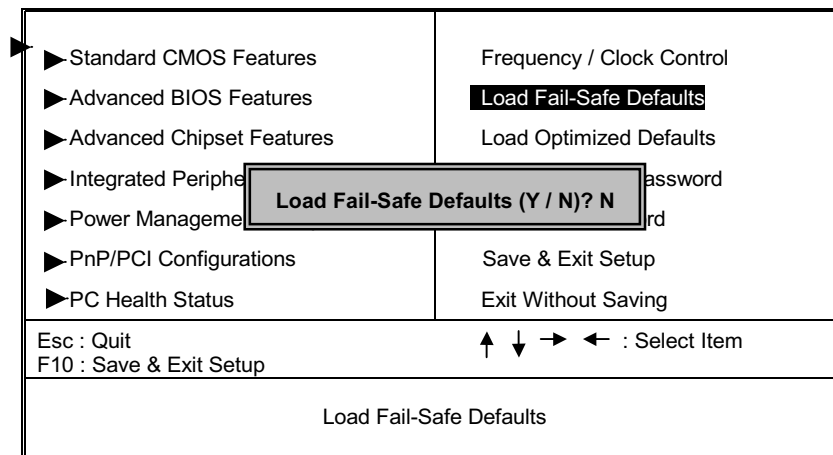 Standard CMOS Features
Advanced BIOS Features
Advanced Chipset Features
Integrated Periphe
Power Manageme
PnP/PCI Configurations
PC Health Status
Frequency / Clock Control
Load Fail-Safe Defaults
Load Optimized Defaults
assword
rd
Save & Exit Setup
Exit Without Saving
Load Fail-Safe Defaults (Y / N)? N
Esc : Quit
F10 : Save & Exit Setup
↑ ↓ → ← : Select Item
Load Fail-Safe Defaults